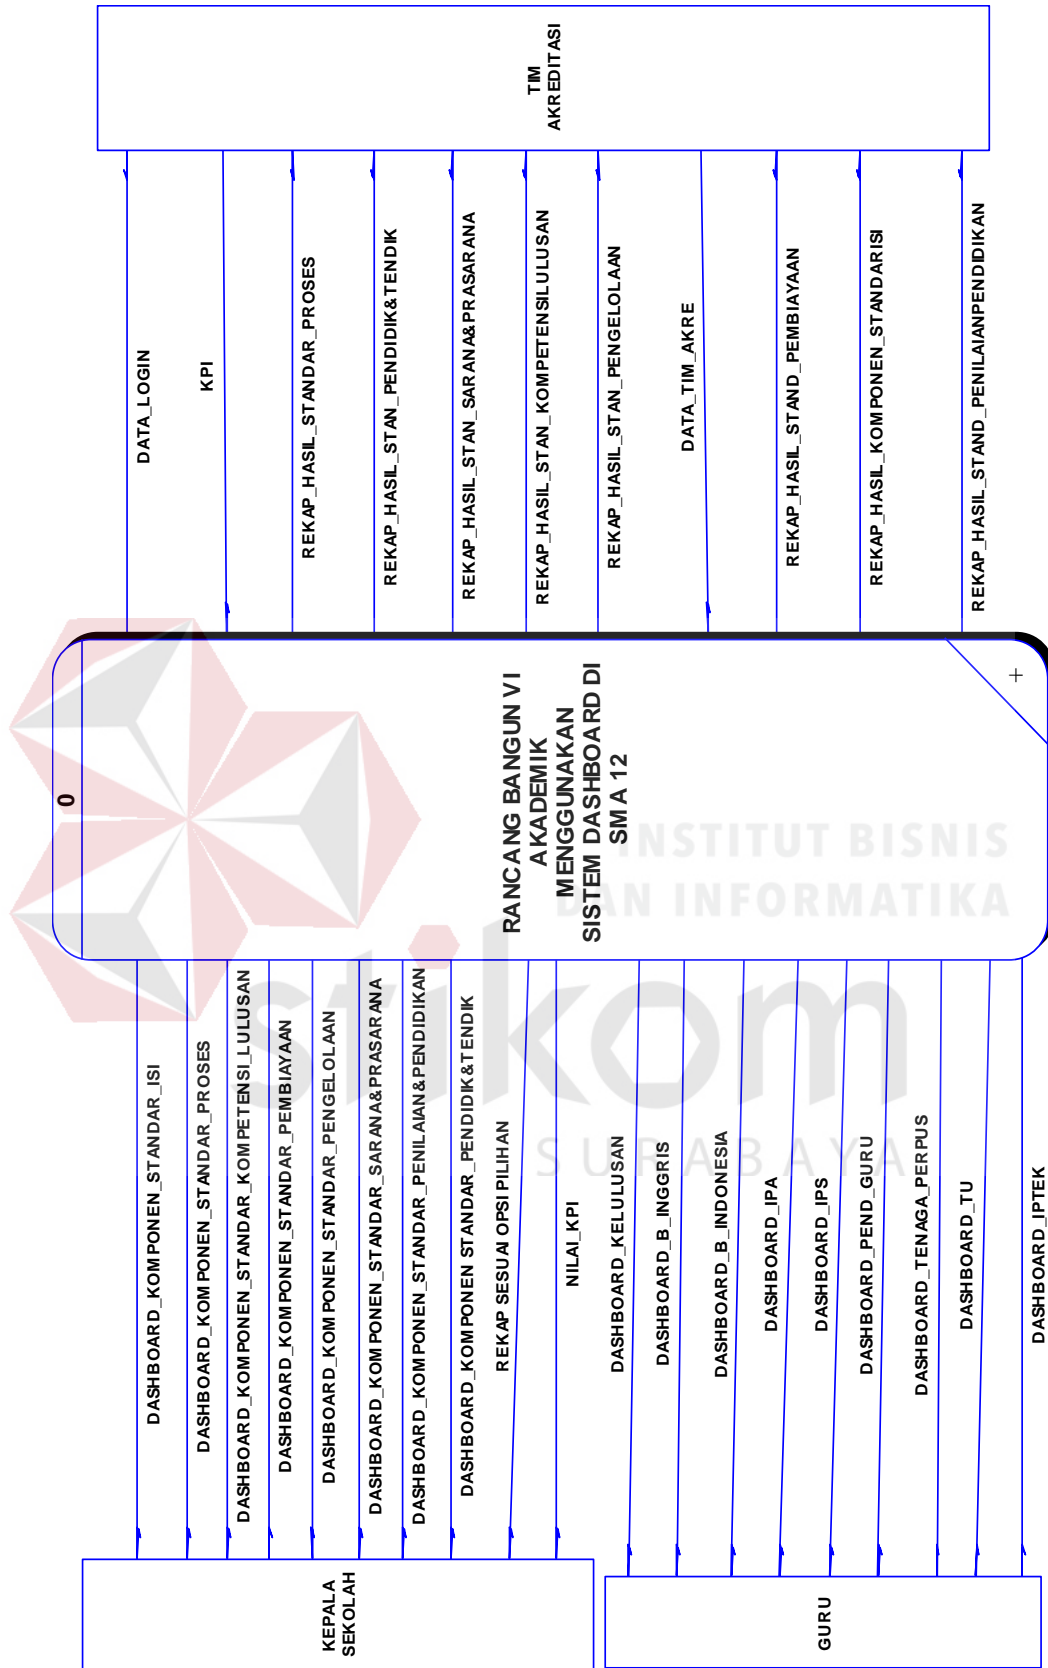 TIM
AKREDITASI
DATA_LOGIN
KPI
REKAP_HASIL_STANDAR_PROSES
REKAP_HASIL_STAN_PENDIDIK&TENDIK
REKAP_HASIL_STAN_SARANA&PRASARANA
REKAP_HASIL_STAN_KOMPETENSILULUSAN
REKAP_HASIL_STAN_PENGELOLAAN
DATA_TIM_AKRE
REKAP_HASIL_STAND_PEMBIAYAAN
REKAP_HASIL_KOMPONEN_STANDARISI
REKAP_HASIL_STAND_PENILAIANPENDIDIKAN
0
RANCANG BANGUN VI
AKADEMIK
MENGGUNAKAN
SISTEM DASHBOARD DI
SMA 12
+
INSTITUT BISNIS
DAN INFORMATIKA
stikom
SURABAYA
DASHBOARD_KOMPONEN_STANDAR_ISI
DASHBOARD_KOMPONEN_STANDAR_PROSES
DASHBOARD_KOMPONEN_STANDAR_KOMPETENSI_LULUSAN
DASHBOARD_KOMPONEN_STANDAR_PEMBIAYAAN
DASHBOARD_KOMPONEN_STANDAR_PENGELOLAAN
DASHBOARD_KOMPONEN_STANDAR_SARANA&PRASARANA
DASHBOARD_KOMPONEN_STANDAR_PENILAIAN&PENDIDIKAN
DASHBOARD_KOMPONEN STANDAR_PENDIDIK&TENDIK
REKAP SESUAI OPSI PILIHAN
NILAI_KPI
DASHBOARD_KELULUSAN
DASHBOARD_B_INGGRIS
DASHBOARD_B_INDONESIA
DASHBOARD_IPA
DASHBOARD_IPS
DASHBOARD_PEND_GURU
DASHBOARD_TENAGA_PERPUS
DASHBOARD_TU
DASHBOARD_IPTEK
KEPALA
SEKOLAH
GURU